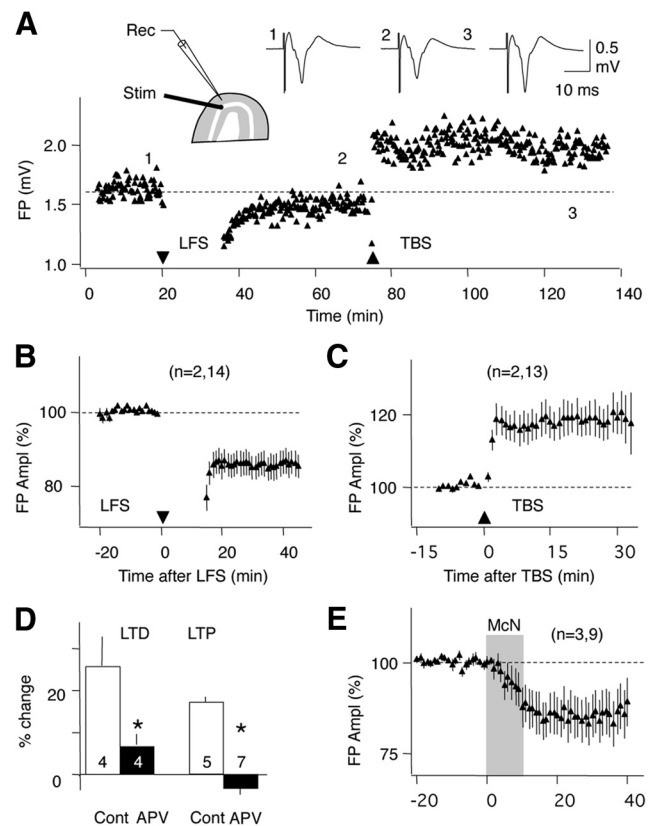 A
Rec
Stim
1
2
3
0.5
mV
10 ms
FP (mV)
2.0
1.5
1.0
1
2
3
LFS
TBS
0
20
40
60
80
100
120
140
Time (min)
B
(n=2,14)
FP Ampl (%)
100
80
LFS
-20
0
20
40
Time after LFS (min)
C
(n=2,13)
FP Ampl (%)
120
100
TBS
-15
0
15
30
Time after TBS (min)
D
LTD
LTP
% change
20
0
*
*
4
4
5
7
Cont APV
Cont APV
E
McN
(n=3,9)
FP Ampl (%)
100
75
-20
0
20
40